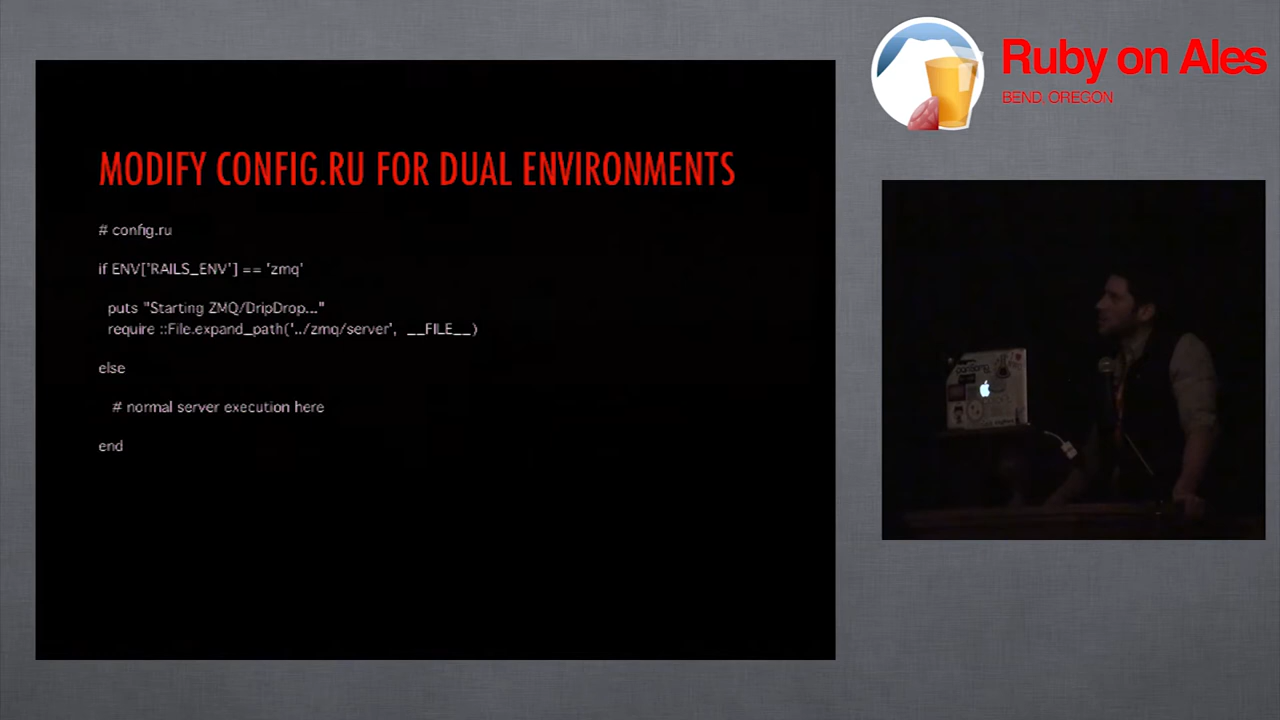 Ruby on Ales
BEND, OREGON
MODIFY CONFIG.RU FOR DUAL ENVIRONMENTS
# config.ru
if ENV['RAILS_ENV'] == 'zmq'
puts "Starting ZMQ/DripDrop..."
require ::File.expand_path('../zmq/server', __FILE__)
else
# normal server execution here
end